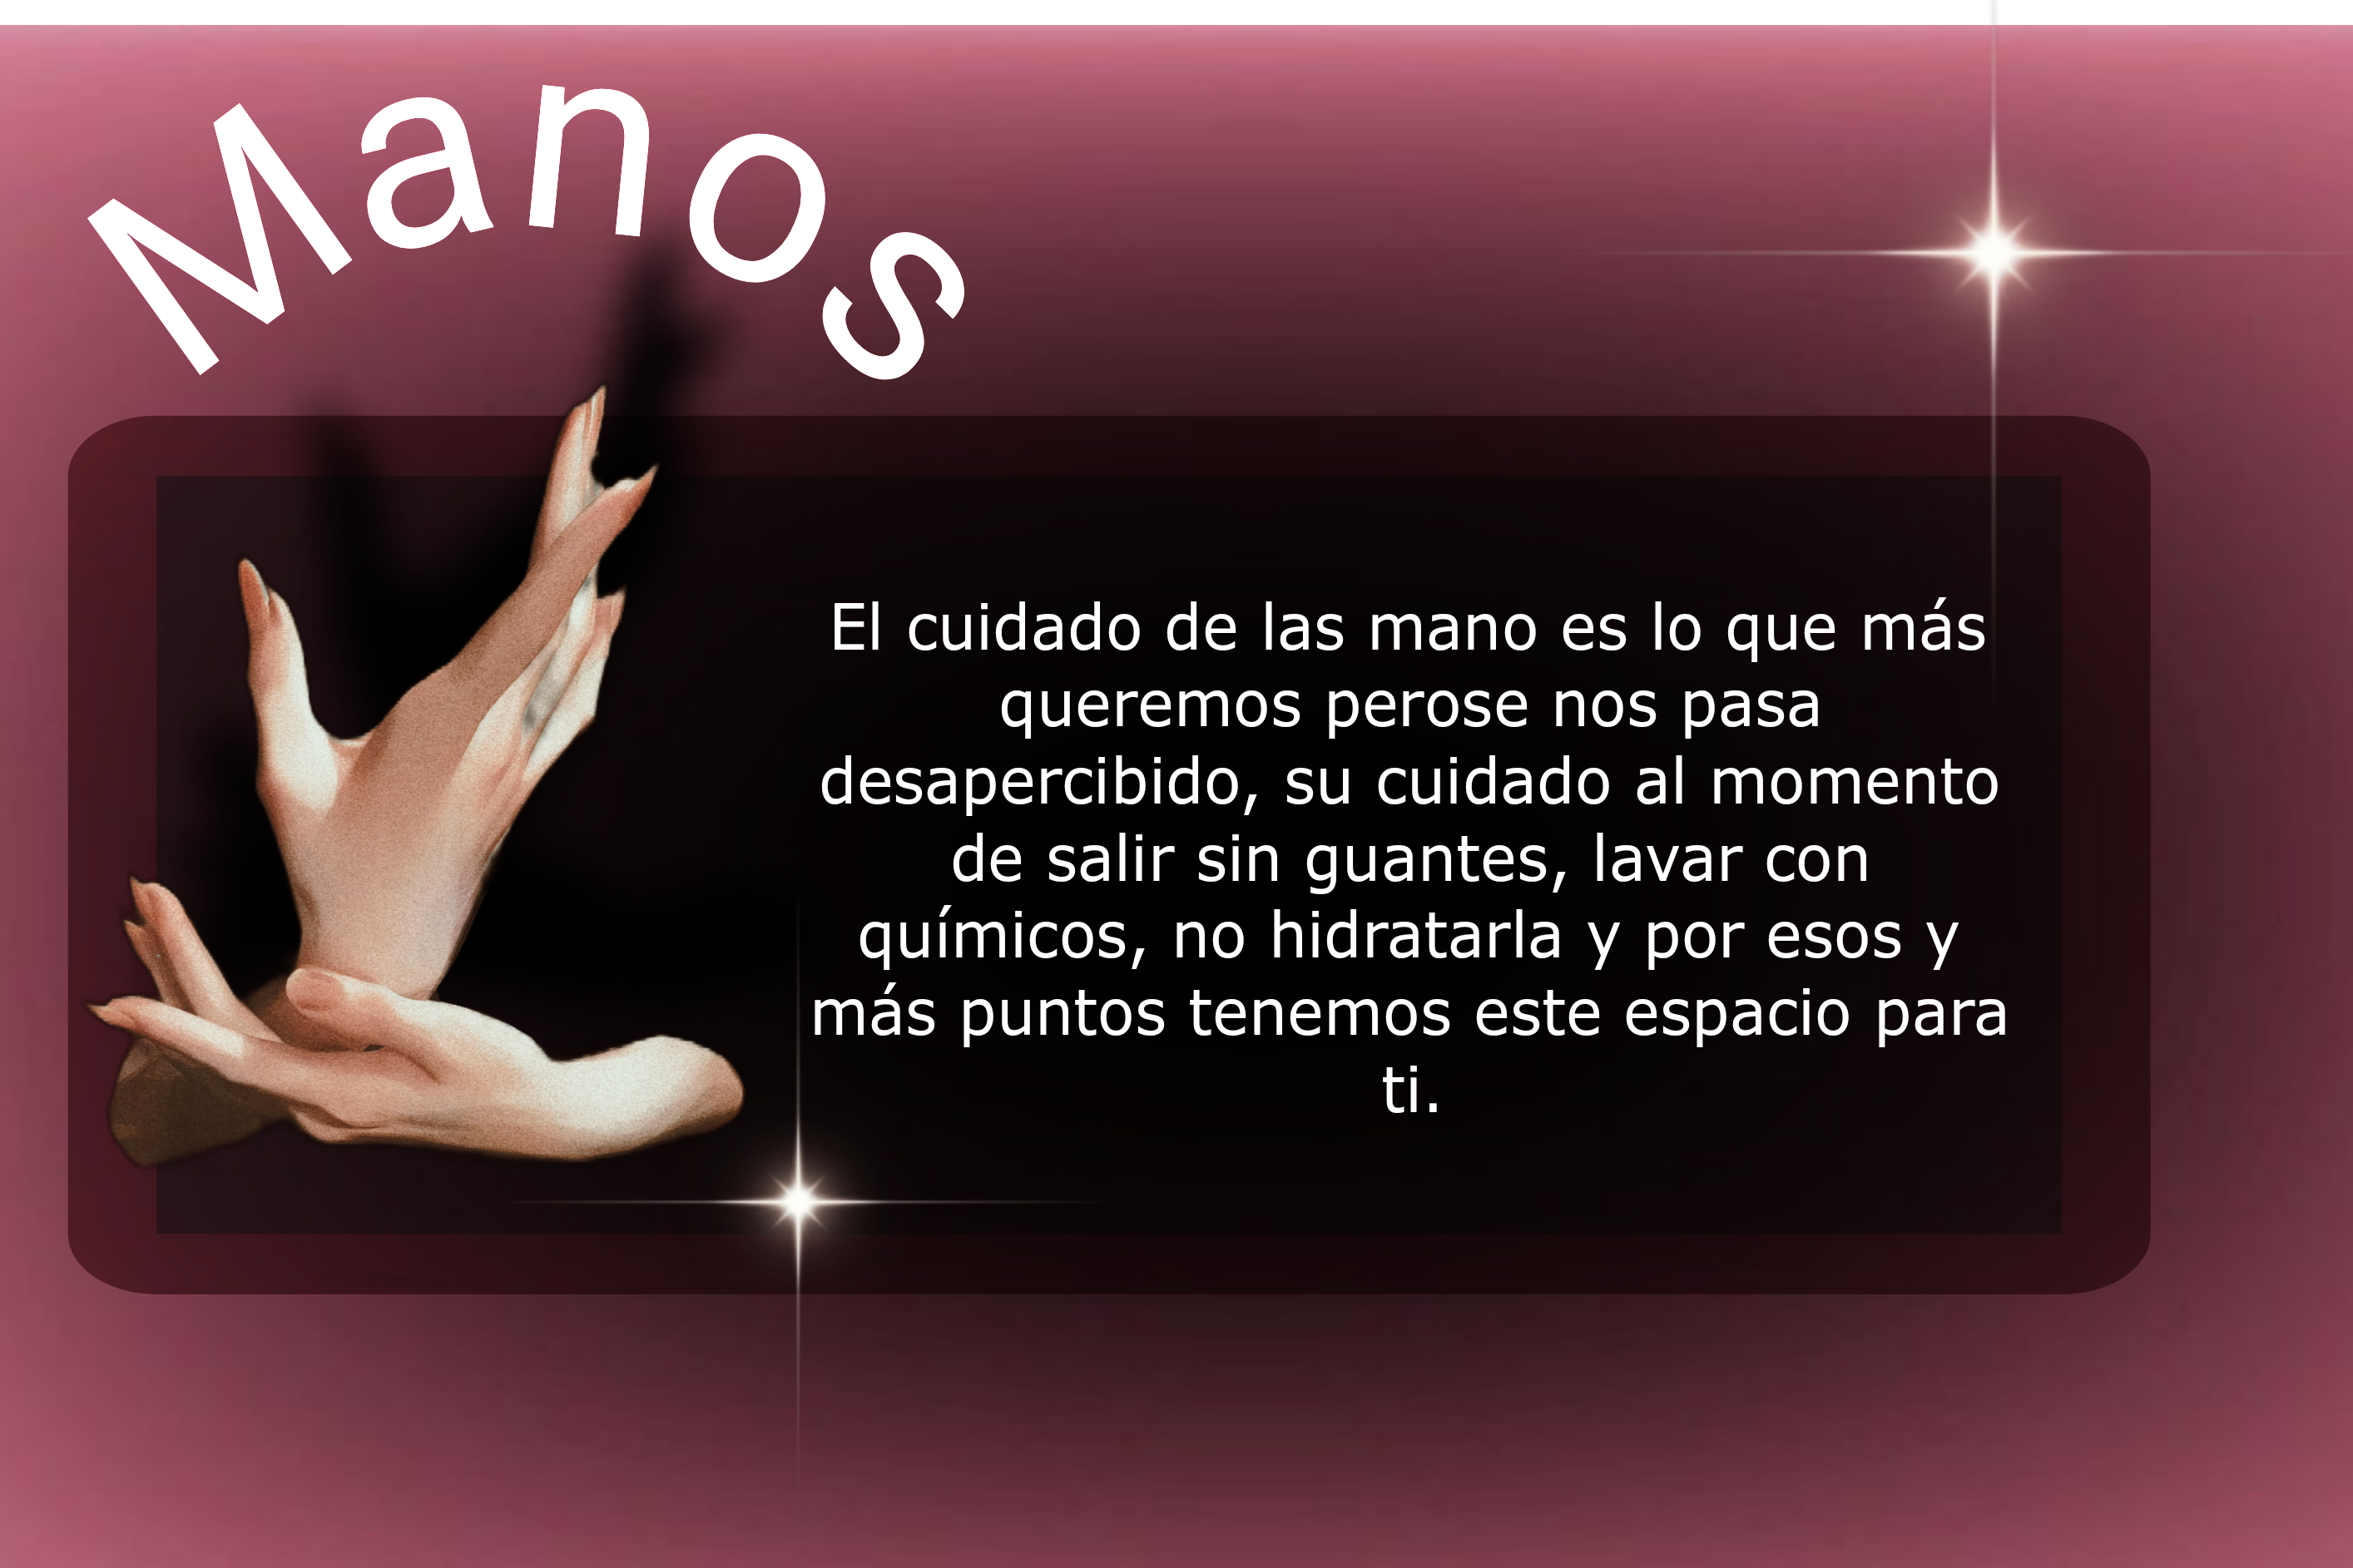 Manos
El cuidado de las mano es lo que más
queremos perose nos pasa
desapercibido, su cuidado al momento
de salir sin guantes, lavar con
químicos, no hidratarla y por esos y
más puntos tenemos este espacio para
ti.